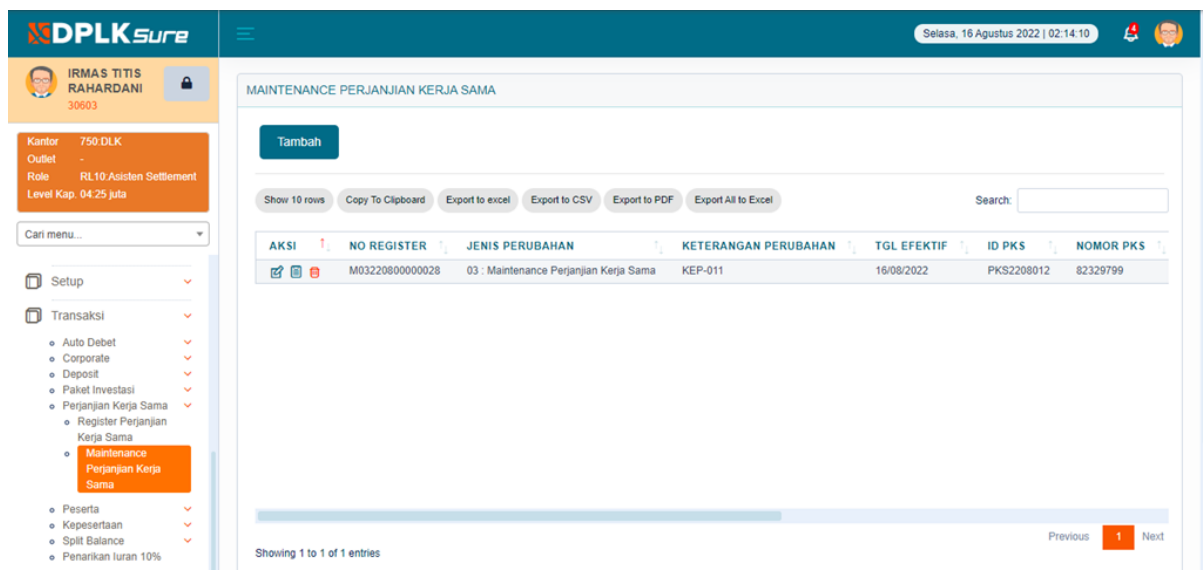 DPLKsure
Selasa, 16 Agustus 2022 | 02:14:10
4
IRMAS TITIS
RAHARDANI
30603
Kantor 750:DLK
Outlet -
Role RL10:Asisten Settlement
Level Kap. 04:25 juta
Cari menu...
Setup
Transaksi
Auto Debet
Corporate
Deposit
Paket Investasi
Perjanjian Kerja Sama
Register Perjanjian
Kerja Sama
Maintenance
Perjanjian Kerja
Sama
Peserta
Kepesertaan
Split Balance
Penarikan Iuran 10%
MAINTENANCE PERJANJIAN KERJA SAMA
Tambah
Show 10 rows Copy To Clipboard Export to excel Export to CSV Export to PDF Export All to Excel Search:
AKSI NO REGISTER JENIS PERUBAHAN KETERANGAN PERUBAHAN TGL EFEKTIF ID PKS NOMOR PKS
M03220800000028 03 : Maintenance Perjanjian Kerja Sama KEP-011 16/08/2022 PKS2208012 82329799
Previous 1 Next
Showing 1 to 1 of 1 entries